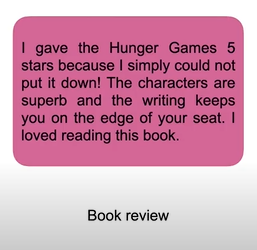 I gave the Hunger Games 5
stars because I simply could not
put it down! The characters are
superb and the writing keeps
you on the edge of your seat. I
loved reading this book.
Book review